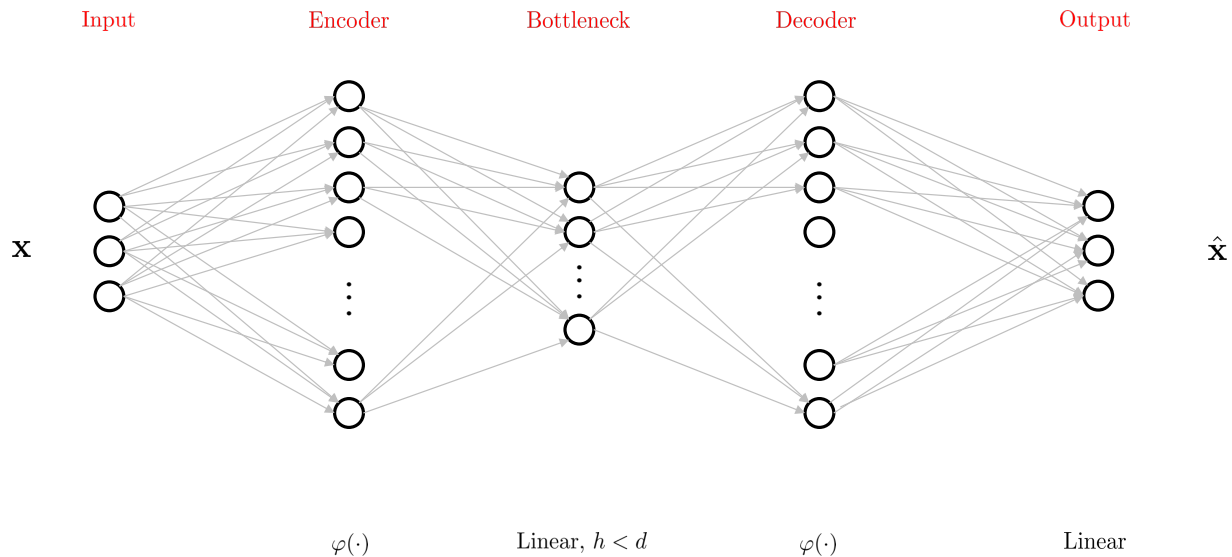 Input Encoder Bottleneck Decoder Output
x x̂
φ(·) Linear, h < d φ(·) Linear